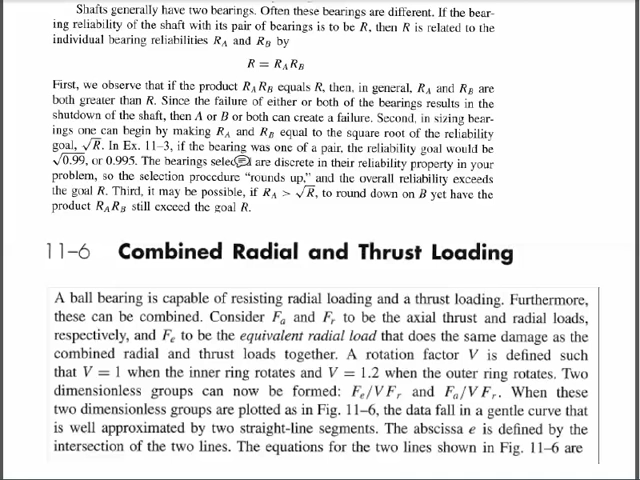 Shafts generally have two bearings. Often these bearings are different. If the bear-
ing reliability of the shaft with its pair of bearings is to be R, then R is related to the
individual bearing reliabilities R_A and R_B by
R = R_A R_B
First, we observe that if the product R_A R_B equals R, then, in general, R_A and R_B are
both greater than R. Since the failure of either or both of the bearings results in the
shutdown of the shaft, then A or B or both can create a failure. Second, in sizing bear-
ings one can begin by making R_A and R_B equal to the square root of the reliability
goal, √R. In Ex. 11–3, if the bearing was one of a pair, the reliability goal would be
√0.99, or 0.995. The bearings selec are discrete in their reliability property in your
problem, so the selection procedure “rounds up,” and the overall reliability exceeds
the goal R. Third, it may be possible, if R_A > √R, to round down on B yet have the
product R_A R_B still exceed the goal R.
11–6 Combined Radial and Thrust Loading
A ball bearing is capable of resisting radial loading and a thrust loading. Furthermore,
these can be combined. Consider F_a and F_r to be the axial thrust and radial loads,
respectively, and F_e to be the equivalent radial load that does the same damage as the
combined radial and thrust loads together. A rotation factor V is defined such
that V = 1 when the inner ring rotates and V = 1.2 when the outer ring rotates. Two
dimensionless groups can now be formed: F_e/VF_r and F_a/VF_r. When these
two dimensionless groups are plotted as in Fig. 11–6, the data fall in a gentle curve that
is well approximated by two straight-line segments. The abscissa e is defined by the
intersection of the two lines. The equations for the two lines shown in Fig. 11–6 are